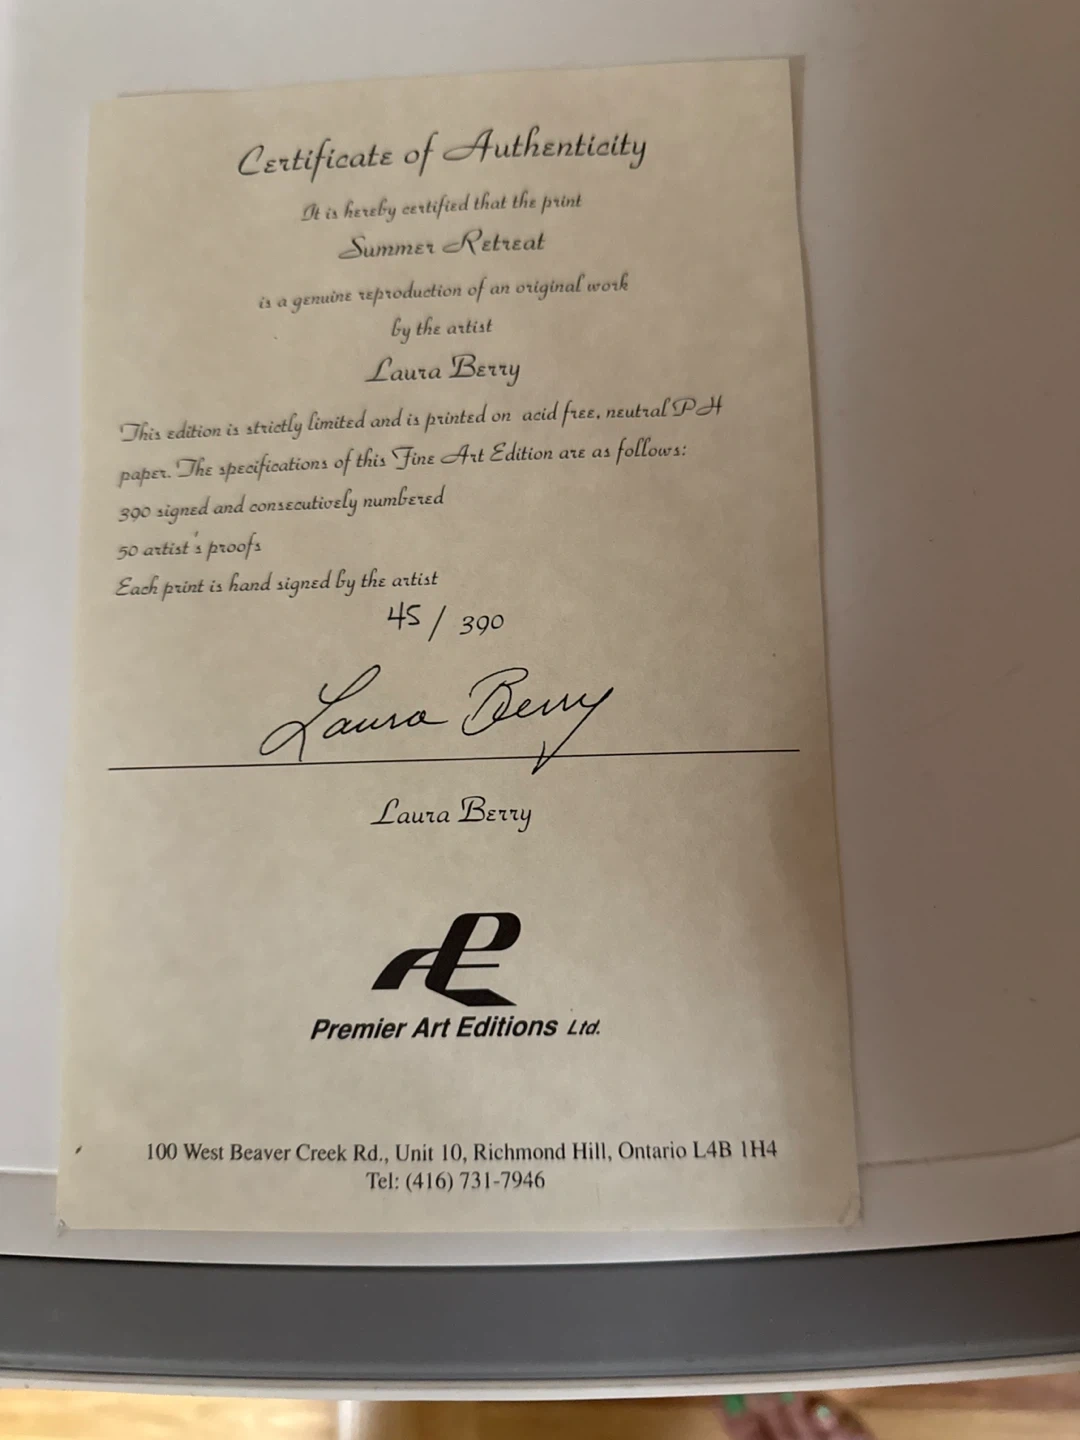 Certificate of Authenticity
It is hereby certified that the print
Summer Retreat
is a genuine reproduction of an original work
by the artist
Laura Berry
This edition is strictly limited and is printed on acid free, neutral PH
paper. The specifications of this Fine Art Edition are as follows:
390 signed and consecutively numbered
50 artist's proofs
Each print is hand signed by the artist
45 / 390
Laura Berry
Laura Berry
Premier Art Editions Ltd.
100 West Beaver Creek Rd., Unit 10, Richmond Hill, Ontario L4B 1H4
Tel: (416) 731-7946